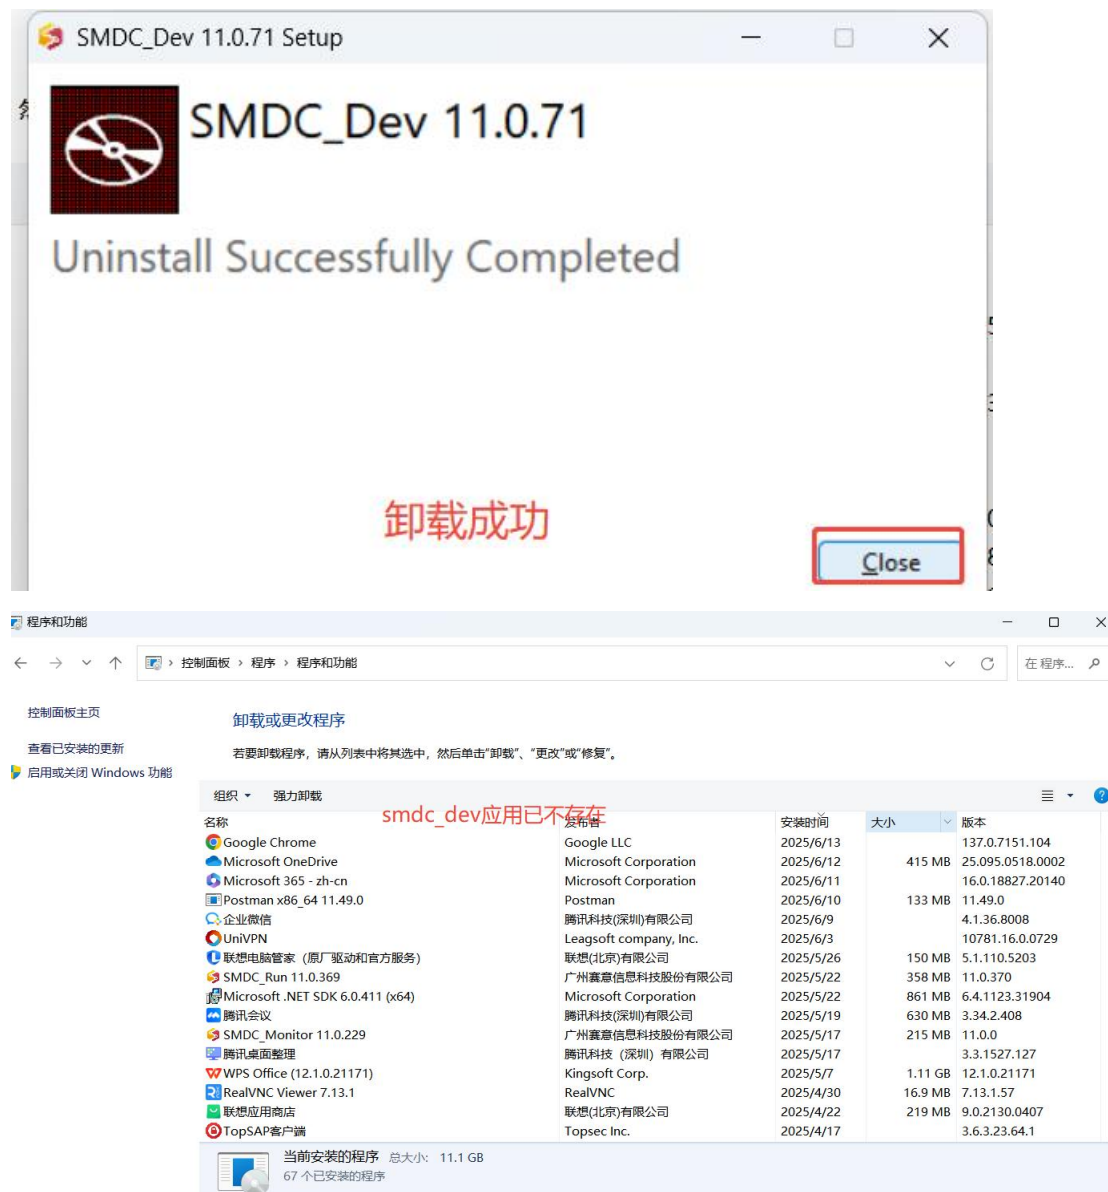 SMDC_Dev 11.0.71 Setup
SMDC_Dev 11.0.71
Uninstall Successfully Completed
卸载成功
Close
程序和功能
控制面板 › 程序 › 程序和功能
在 程序...
控制面板主页
查看已安装的更新
启用或关闭 Windows 功能
卸载或更改程序
若要卸载程序，请从列表中将其选中，然后单击“卸载”、“更改”或“修复”。
组织 强力卸载
smdc_dev应用已不存在
名称 发布者 安装时间 大小 版本
Google Chrome Google LLC 2025/6/13 137.0.7151.104
Microsoft OneDrive Microsoft Corporation 2025/6/12 415 MB 25.095.0518.0002
Microsoft 365 - zh-cn Microsoft Corporation 2025/6/11 16.0.18827.20140
Postman x86_64 11.49.0 Postman 2025/6/10 133 MB 11.49.0
企业微信 腾讯科技(深圳)有限公司 2025/6/9 4.1.36.8008
UniVPN Leagsoft company, Inc. 2025/6/3 10781.16.0.0729
联想电脑管家（原厂驱动和官方服务） 联想(北京)有限公司 2025/5/26 150 MB 5.1.110.5203
SMDC_Run 11.0.369 广州赛意信息科技股份有限公司 2025/5/22 358 MB 11.0.370
Microsoft .NET SDK 6.0.411 (x64) Microsoft Corporation 2025/5/22 861 MB 6.4.1123.31904
腾讯会议 腾讯科技(深圳)有限公司 2025/5/19 630 MB 3.34.2.408
SMDC_Monitor 11.0.229 广州赛意信息科技股份有限公司 2025/5/17 215 MB 11.0.0
腾讯桌面整理 腾讯科技（深圳）有限公司 2025/5/17 3.3.1527.127
WPS Office (12.1.0.21171) Kingsoft Corp. 2025/5/7 1.11 GB 12.1.0.21171
RealVNC Viewer 7.13.1 RealVNC 2025/4/30 16.9 MB 7.13.1.57
联想应用商店 联想(北京)有限公司 2025/4/22 219 MB 9.0.2130.0407
TopSAP客户端 Topsec Inc. 2025/4/17 3.6.3.23.64.1
当前安装的程序 总大小: 11.1 GB
67 个已安装的程序